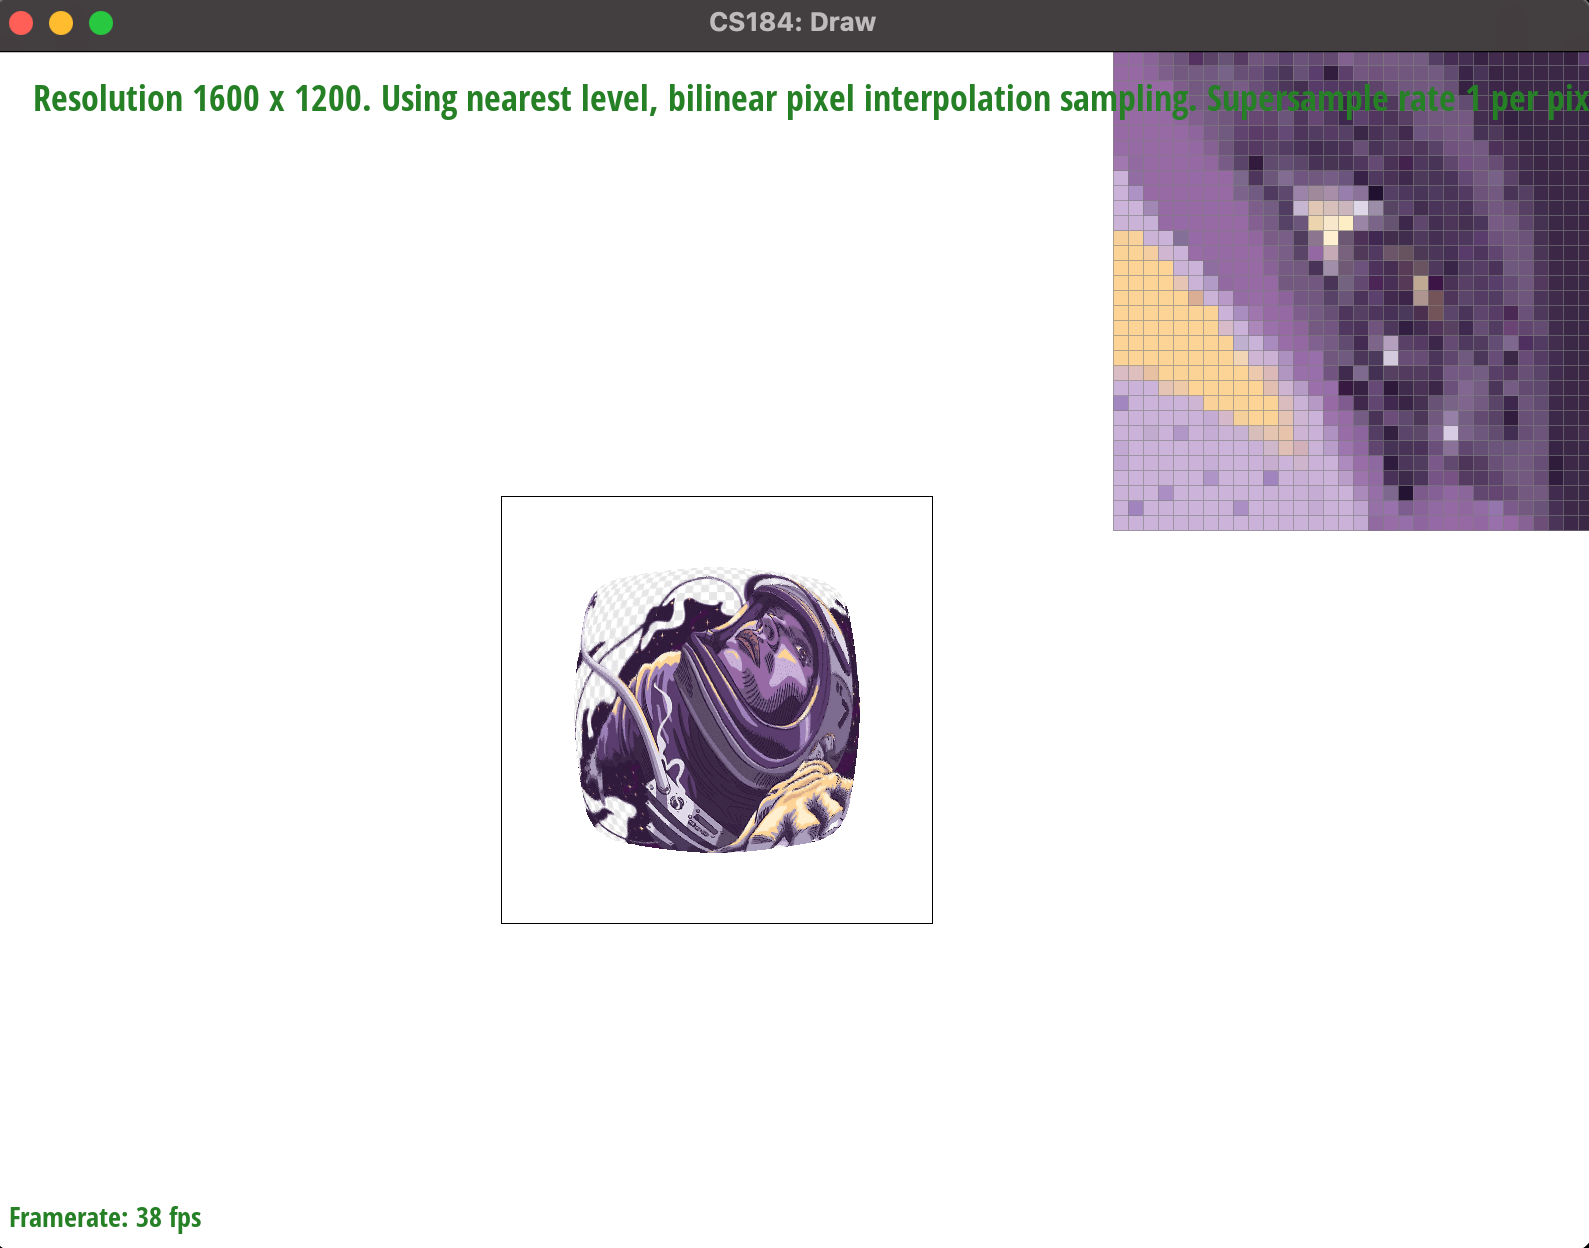 CS184: Draw
Resolution 1600 x 1200. Using nearest level, bilinear pixel interpolation sampling. Supersample rate 1 per pix
Framerate: 38 fps